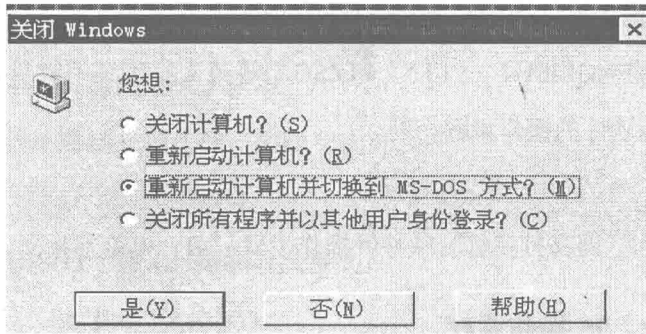 关闭 Windows
您想:
关闭计算机? (S)
重新启动计算机? (R)
重新启动计算机并切换到 MS-DOS 方式? (M)
关闭所有程序并以其他用户身份登录? (C)
是(Y) 否(N) 帮助(H)